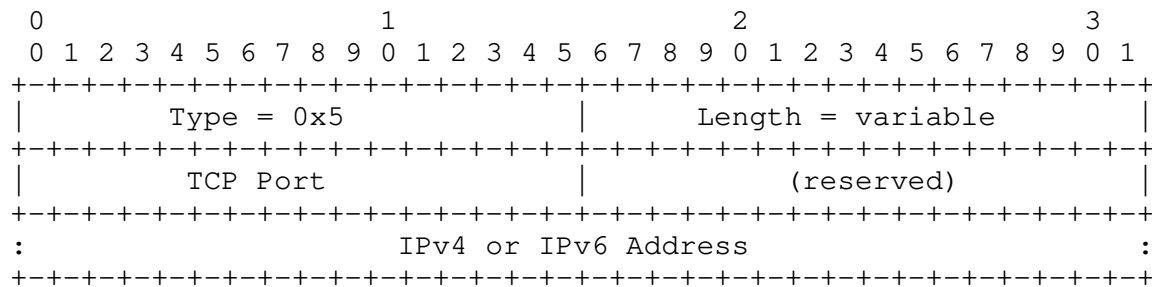 0                   1                   2                   3
 0 1 2 3 4 5 6 7 8 9 0 1 2 3 4 5 6 7 8 9 0 1 2 3 4 5 6 7 8 9 0 1
+-+-+-+-+-+-+-+-+-+-+-+-+-+-+-+-+-+-+-+-+-+-+-+-+-+-+-+-+-+-+-+-+
|        Type = 0x5             |      Length = variable        |
+-+-+-+-+-+-+-+-+-+-+-+-+-+-+-+-+-+-+-+-+-+-+-+-+-+-+-+-+-+-+-+-+
|         TCP Port              |           (reserved)          |
+-+-+-+-+-+-+-+-+-+-+-+-+-+-+-+-+-+-+-+-+-+-+-+-+-+-+-+-+-+-+-+-+
:                     IPv4 or IPv6 Address                      :
+-+-+-+-+-+-+-+-+-+-+-+-+-+-+-+-+-+-+-+-+-+-+-+-+-+-+-+-+-+-+-+-+